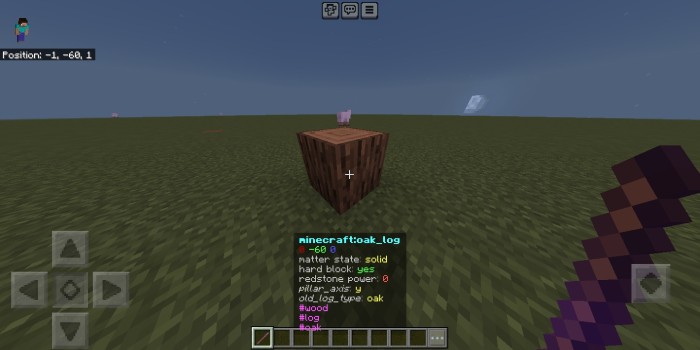 Position: -1, -60, 1
minecraft:oak_log
0 -60 0
matter state: solid
hard block: yes
redstone power: 0
pillar_axis: y
old_log_type: oak
#wood
#log
#oak